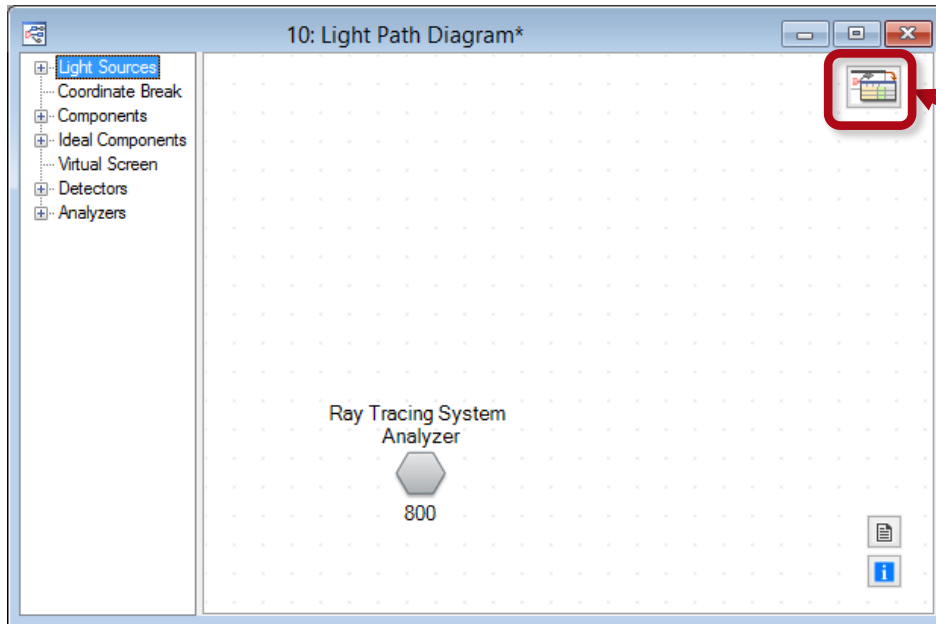 10: Light Path Diagram*
Light Sources
Coordinate Break
Components
Ideal Components
Virtual Screen
Detectors
Analyzers
Ray Tracing System
Analyzer
800